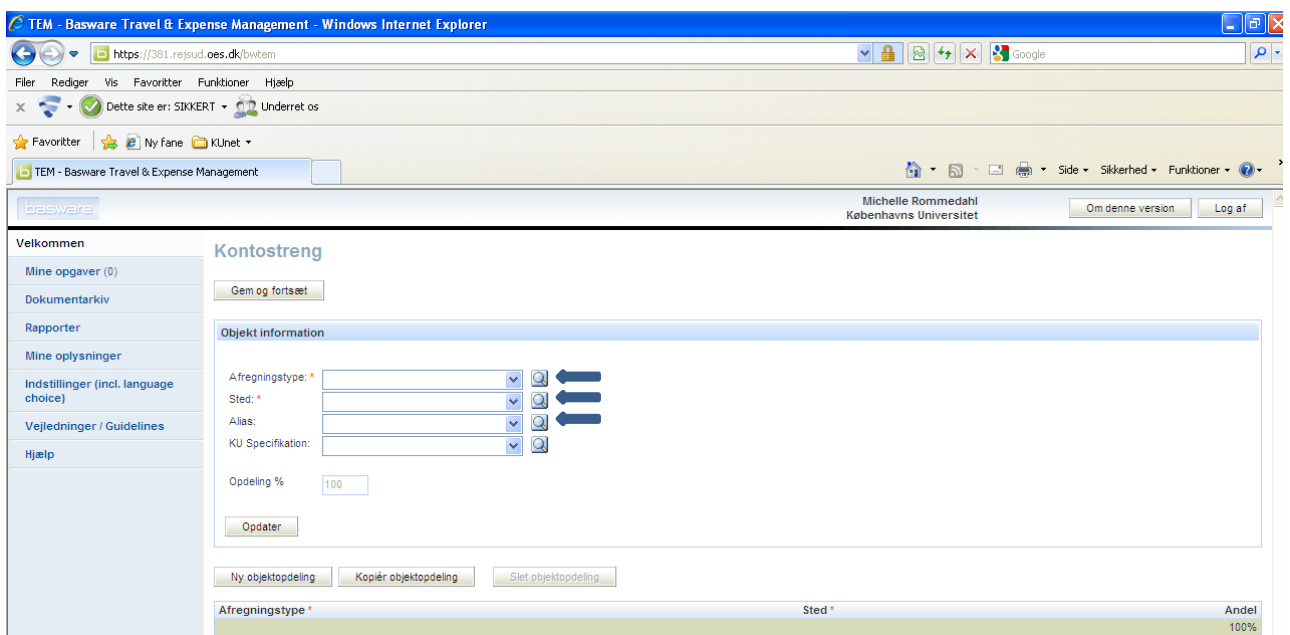 TEM - Basware Travel & Expense Management - Windows Internet Explorer
https://381.rejsud.oes.dk/bwtem
Google
Filer Rediger Vis Favoritter Funktioner Hjælp
x Dette site er: SIKKERT Underret os
Favoritter Ny fane KUnet
TEM - Basware Travel & Expense Management
Side Sikkerhed Funktioner
basware
Michelle Rommedahl
Københavns Universitet
Om denne version
Log af
Velkommen
Mine opgaver (0)
Dokumentarkiv
Rapporter
Mine oplysninger
Indstillinger (incl. language
choice)
Vejledninger / Guidelines
Hjælp
Kontostreng
Gem og fortsæt
Objekt information
Afregningstype: *
Sted: *
Alias:
KU Specifikation:
Opdeling % 100
Opdater
Ny objektopdeling Kopiér objektopdeling Slet objektopdeling
Afregningstype * Sted * Andel
100%